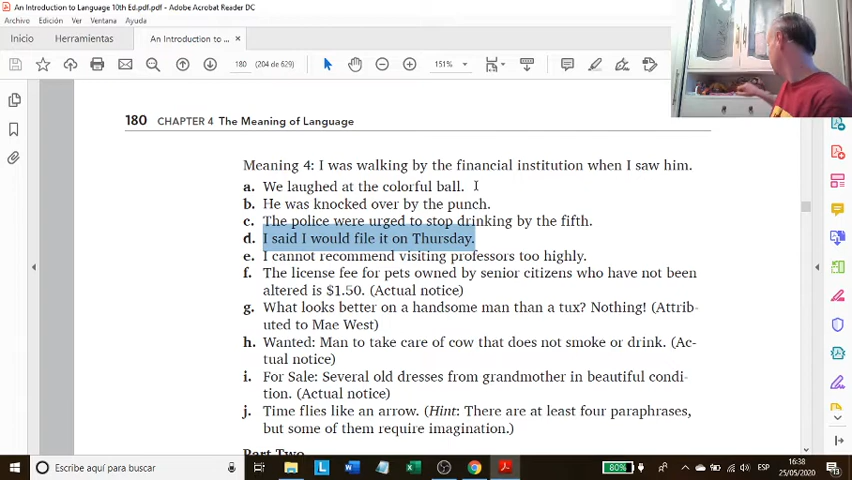 An Introduction to Language 10th Ed.pdf.pdf - Adobe Acrobat Reader DC
Archivo Edición Ver Ventana Ayuda
Inicio Herramientas An Introduction to ... ×
180 (204 de 629) 151%
180 CHAPTER 4 The Meaning of Language
Meaning 4: I was walking by the financial institution when I saw him.
a. We laughed at the colorful ball.
b. He was knocked over by the punch.
c. The police were urged to stop drinking by the fifth.
d. I said I would file it on Thursday.
e. I cannot recommend visiting professors too highly.
f. The license fee for pets owned by senior citizens who have not been
altered is $1.50. (Actual notice)
g. What looks better on a handsome man than a tux? Nothing! (Attrib-
uted to Mae West)
h. Wanted: Man to take care of cow that does not smoke or drink. (Ac-
tual notice)
i. For Sale: Several old dresses from grandmother in beautiful condi-
tion. (Actual notice)
j. Time flies like an arrow. (Hint: There are at least four paraphrases,
but some of them require imagination.)
Part Two
Escribe aquí para buscar 80% ESP 16:38
25/05/2020